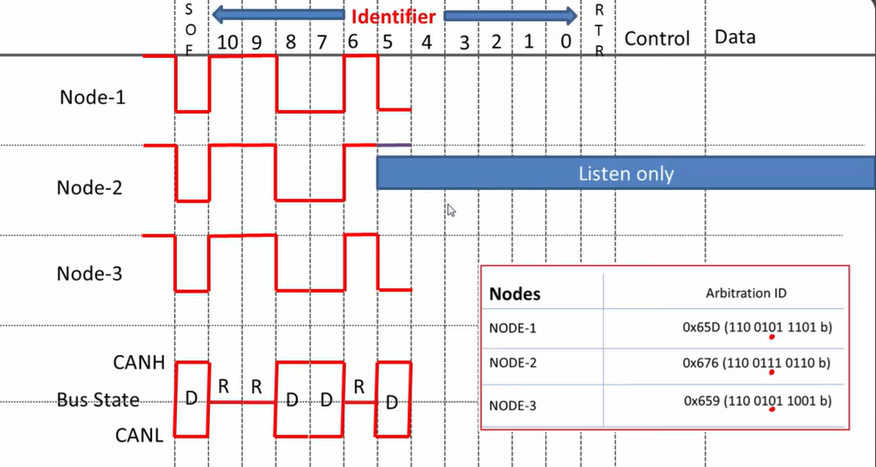 SOF
Identifier
10 9 8 7 6 5 4 3 2 1 0
RTR
Control
Data
Node-1
Node-2
Listen only
Node-3
Nodes Arbitration ID
NODE-1 0x65D (110 0101 1101 b)
NODE-2 0x676 (110 0111 0110 b)
NODE-3 0x659 (110 0101 1001 b)
CANH
Bus State
D R R D D R D
CANL